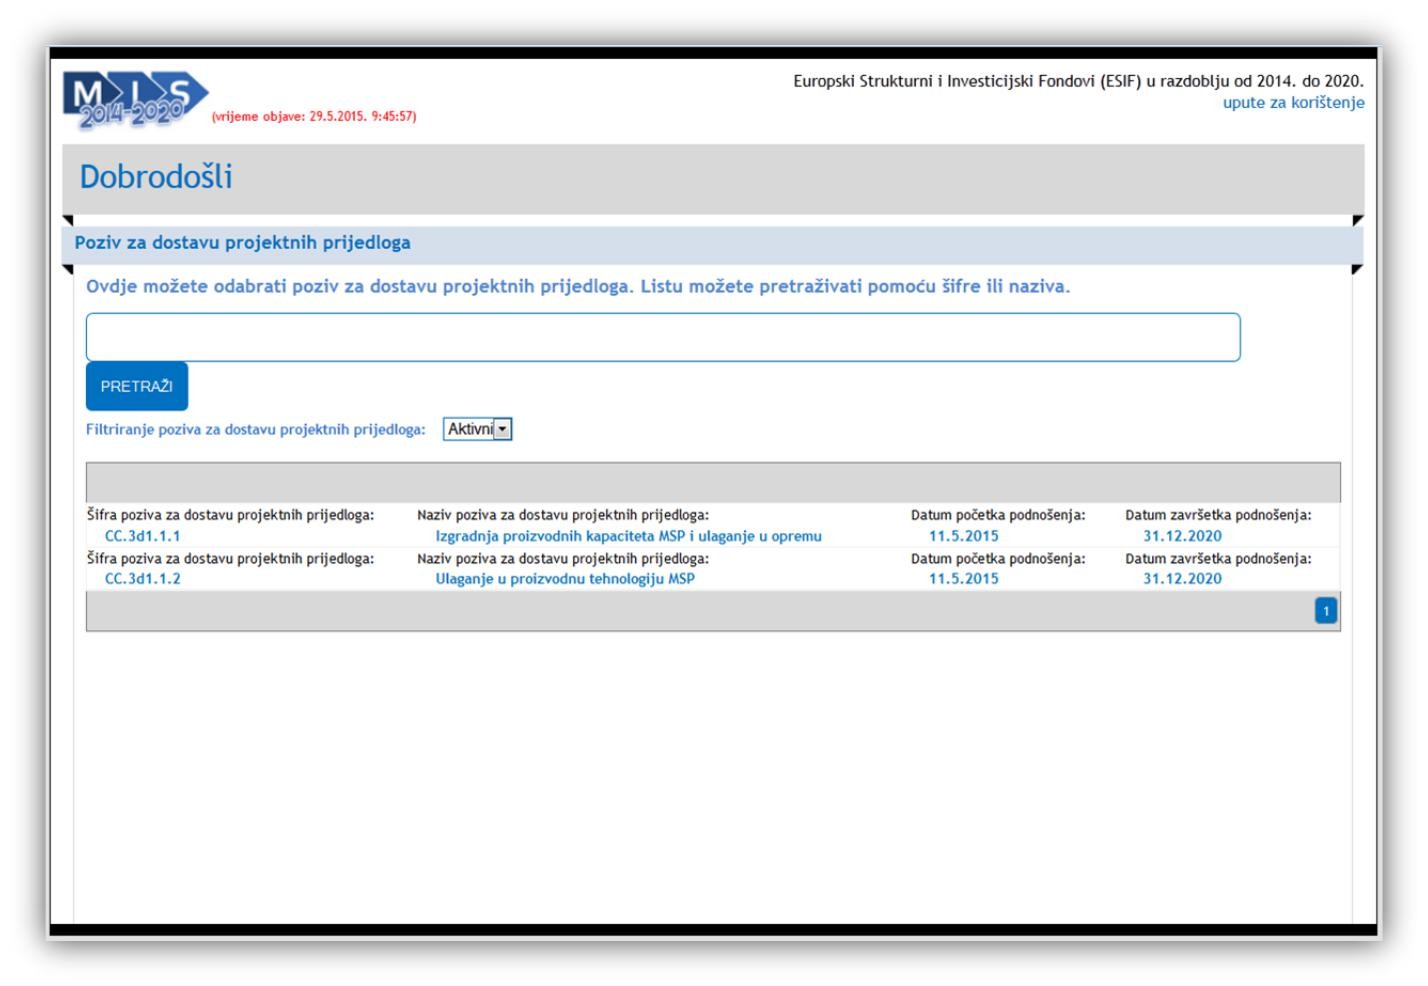 MIS
2014-2020
(vrijeme objave: 29.5.2015. 9:45:57)
Europski Strukturni i Investicijski Fondovi (ESIF) u razdoblju od 2014. do 2020.
upute za korištenje
Dobrodošli
Poziv za dostavu projektnih prijedloga
Ovdje možete odabrati poziv za dostavu projektnih prijedloga. Listu možete pretraživati pomoću šifre ili naziva.
PRETRAŽI
Filtriranje poziva za dostavu projektnih prijedloga: Aktivni
Šifra poziva za dostavu projektnih prijedloga: Naziv poziva za dostavu projektnih prijedloga: Datum početka podnošenja: Datum završetka podnošenja:
CC.3d1.1.1 Izgradnja proizvodnih kapaciteta MSP i ulaganje u opremu 11.5.2015 31.12.2020
Šifra poziva za dostavu projektnih prijedloga: Naziv poziva za dostavu projektnih prijedloga: Datum početka podnošenja: Datum završetka podnošenja:
CC.3d1.1.2 Ulaganje u proizvodnu tehnologiju MSP 11.5.2015 31.12.2020
1